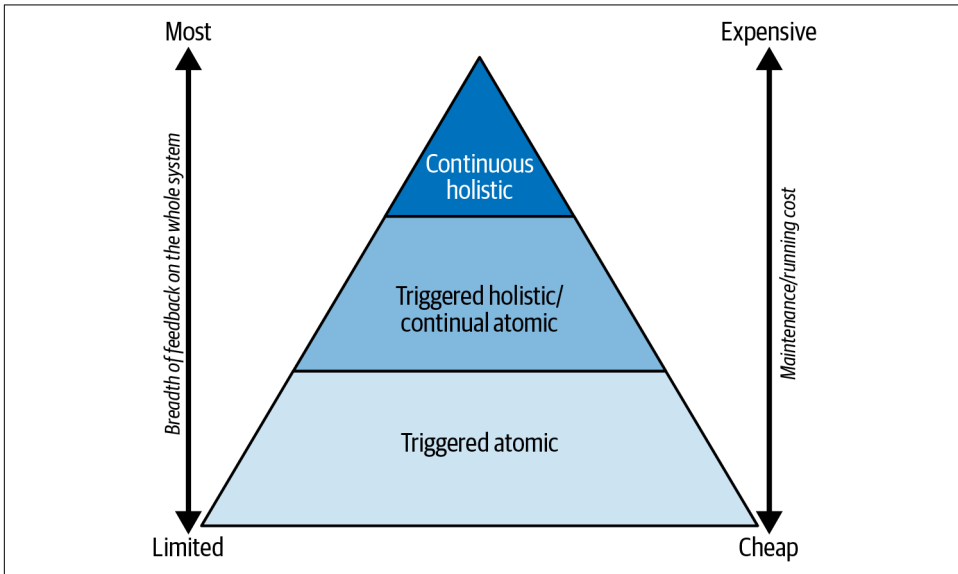 Most
Expensive
Breadth of feedback on the whole system
Continuous
holistic
Maintenance/running cost
Triggered holistic/
continual atomic
Triggered atomic
Limited
Cheap